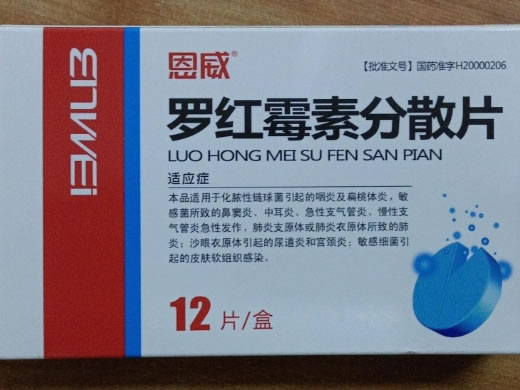 ENWEI
恩威®
【批准文号】国药准字H20000206
罗红霉素分散片
LUO HONG MEI SU FEN SAN PIAN
适应症
本品适用于化脓性链球菌引起的咽炎及扁桃体炎，敏
感菌所致的鼻窦炎、中耳炎、急性支气管炎、慢性支
气管炎急性发作，肺炎支原体或肺炎衣原体所致的肺
炎；沙眼衣原体引起的尿道炎和宫颈炎；敏感细菌引
起的皮肤软组织感染。
12片/盒